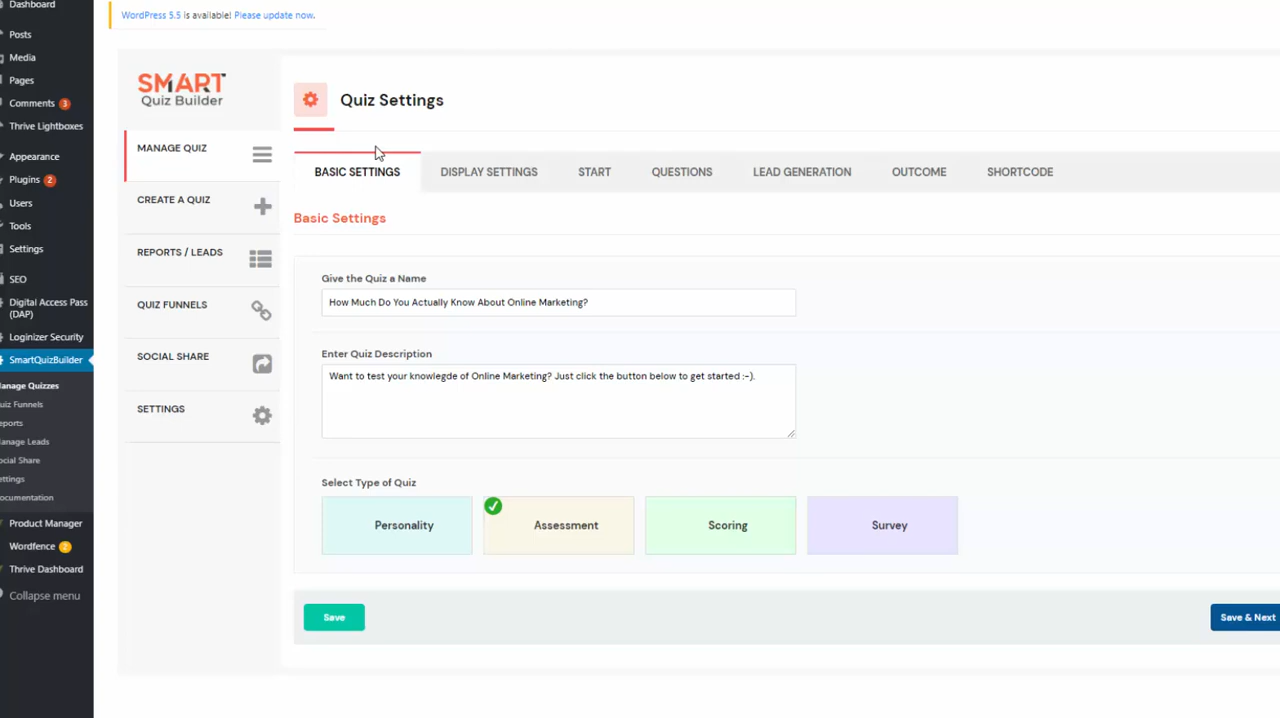 Dashboard
WordPress 5.5 is available! Please update now.
Posts
Media
Pages
Comments 3
Thrive Lightboxes
Appearance
Plugins 2
Users
Tools
Settings
SEO
Digital Access Pass
(DAP)
Loginizer Security
SmartQuizBuilder
anage Quizzes
uiz Funnels
eports
anage Leads
ocial Share
ettings
ocumentation
Product Manager
Wordfence 2
Thrive Dashboard
Collapse menu
SMART
Quiz Builder
MANAGE QUIZ
CREATE A QUIZ
REPORTS / LEADS
QUIZ FUNNELS
SOCIAL SHARE
SETTINGS
Quiz Settings
BASIC SETTINGS DISPLAY SETTINGS START QUESTIONS LEAD GENERATION OUTCOME SHORTCODE
Basic Settings
Give the Quiz a Name
How Much Do You Actually Know About Online Marketing?
Enter Quiz Description
Want to test your knowlegde of Online Marketing? Just click the button below to get started :-).
Select Type of Quiz
Personality Assessment Scoring Survey
Save Save & Next